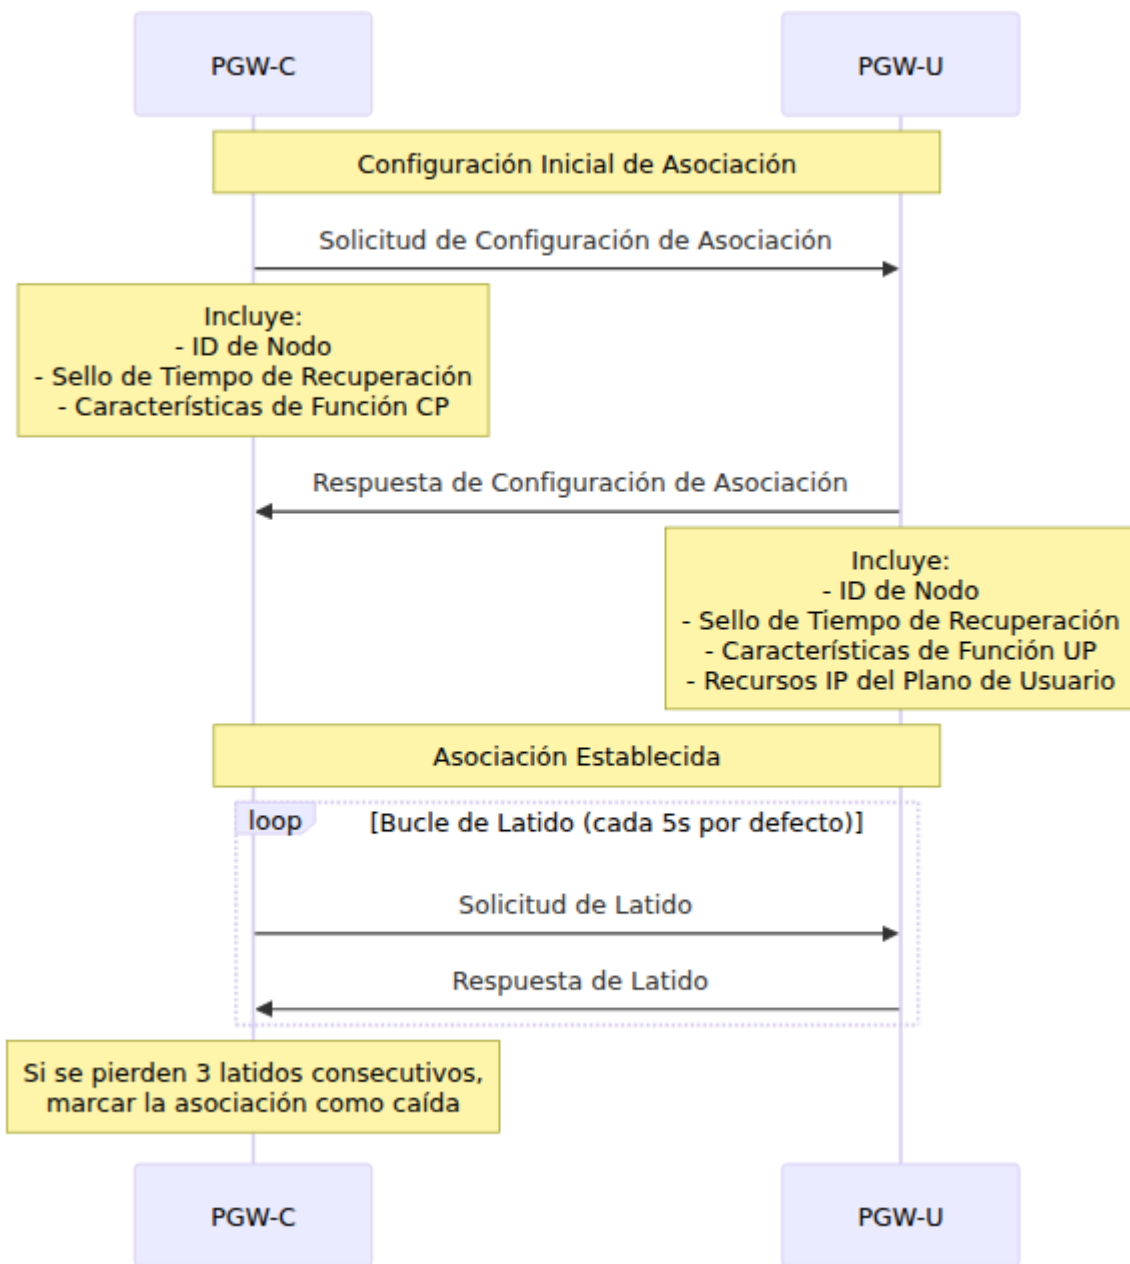 PGW-C
PGW-U
Configuración Inicial de Asociación
Solicitud de Configuración de Asociación
Incluye:
- ID de Nodo
- Sello de Tiempo de Recuperación
- Características de Función CP
Respuesta de Configuración de Asociación
Incluye:
- ID de Nodo
- Sello de Tiempo de Recuperación
- Características de Función UP
- Recursos IP del Plano de Usuario
Asociación Establecida
loop
[Bucle de Latido (cada 5s por defecto)]
Solicitud de Latido
Respuesta de Latido
Si se pierden 3 latidos consecutivos,
marcar la asociación como caída
PGW-C
PGW-U